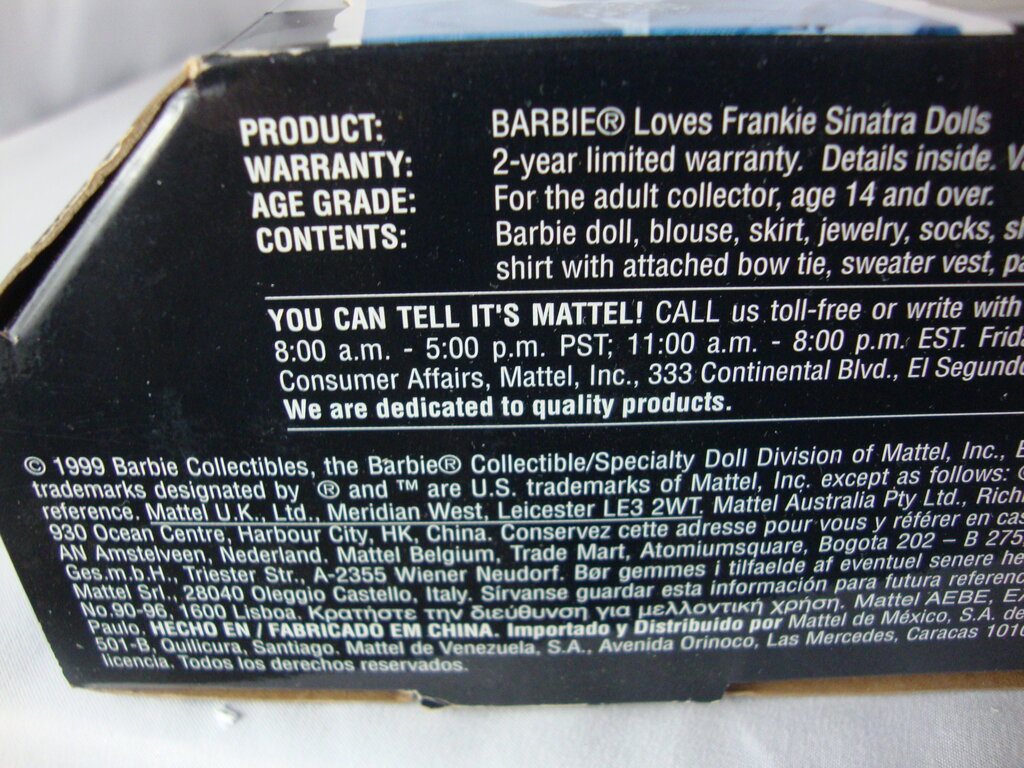 PRODUCT: BARBIE® Loves Frankie Sinatra Dolls
WARRANTY: 2-year limited warranty. Details inside.
AGE GRADE: For the adult collector, age 14 and over.
CONTENTS: Barbie doll, blouse, skirt, jewelry, socks,
shirt with attached bow tie, sweater vest,
YOU CAN TELL IT'S MATTEL! CALL us toll-free or write with
8:00 a.m. - 5:00 p.m. PST; 11:00 a.m. - 8:00 p.m. EST.
Consumer Affairs, Mattel, Inc., 333 Continental Blvd., El Segundo
We are dedicated to quality products.
© 1999 Barbie Collectibles, the Barbie® Collectible/Specialty Doll Division of Mattel, Inc.,
trademarks designated by ® and ™ are U.S. trademarks of Mattel, Inc. except as follows:
reference. Mattel U.K., Ltd., Meridian West, Leicester LE3 2WT. Mattel Australia Pty Ltd.,
930 Ocean Centre, Harbour City, HK, China. Conservez cette adresse pour vous y référer en
AN Amstelveen, Nederland, Mattel Belgium, Trade Mart, Atomiumsquare, Bogota 202 – B
Ges.m.b.H., Triester Str., A-2355 Wiener Neudorf. Bør gemmes i tilfælde af eventuel senere
Mattel Srl., 28040 Oleggio Castello, Italy. Sírvanse guardar esta información para futura
No.90-96, 1600 Lisboa. Κρατήστε την διεύθυνση για μελλοντική χρήση. Mattel AEBE,
Paulo. HECHO EN / FABRICADO EM CHINA. Importado y Distribuido por Mattel de México, S.A. de
501-B, Quilicura, Santiago. Mattel de Venezuela, S.A., Avenida Orinoco, Las Mercedes, Caracas
licencia. Todos los derechos reservados.